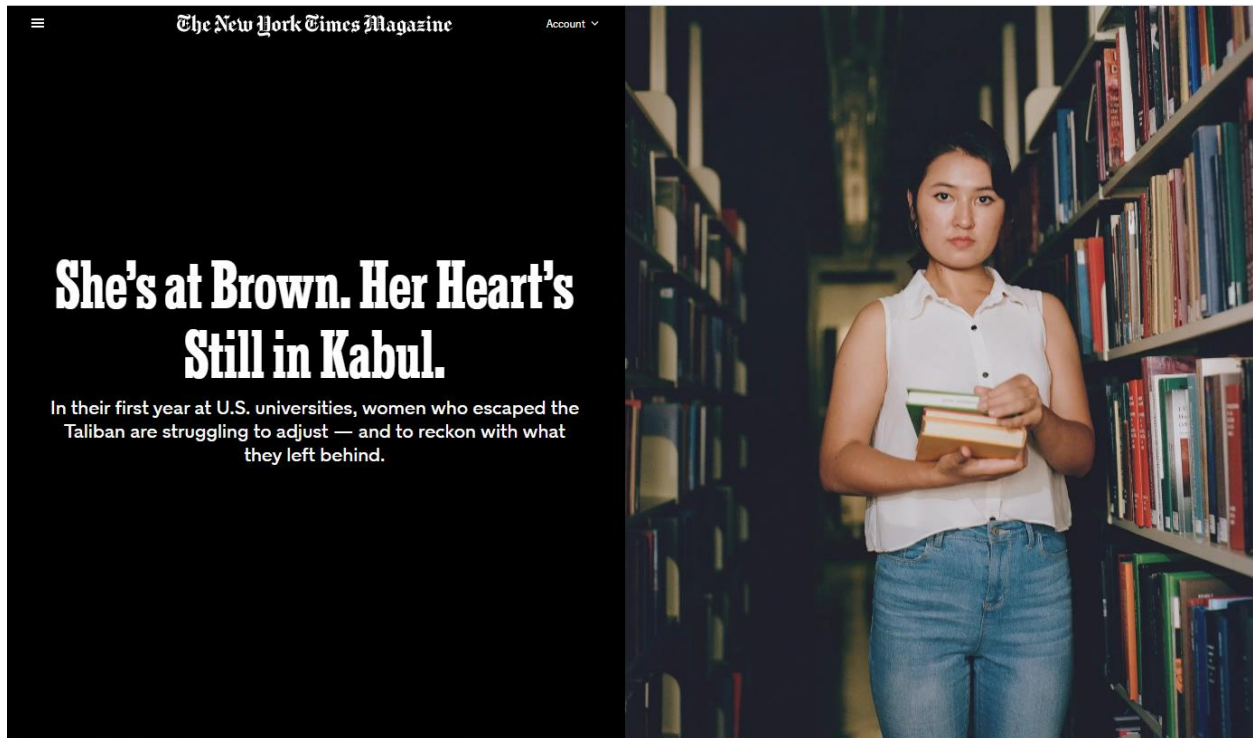 The New York Times Magazine
Account
She's at Brown. Her Heart's
Still in Kabul.
In their first year at U.S. universities, women who escaped the
Taliban are struggling to adjust — and to reckon with what
they left behind.